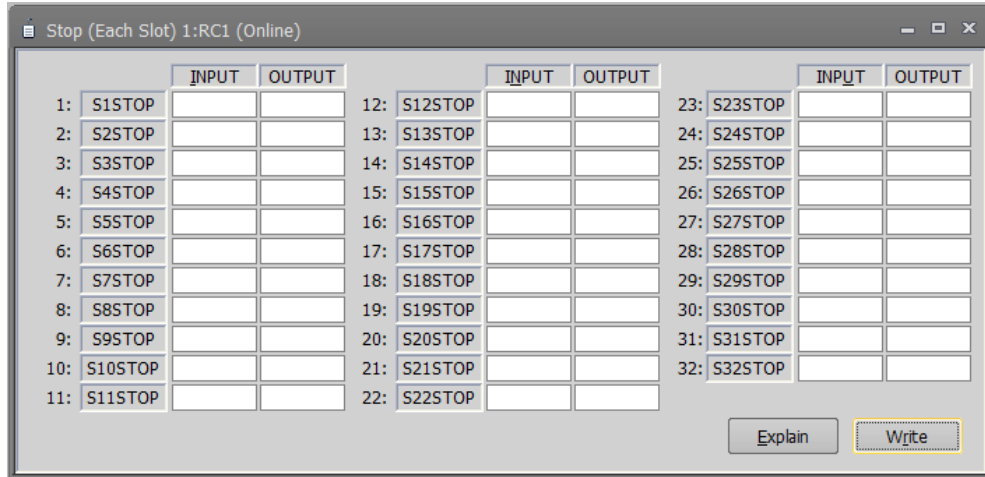 Stop (Each Slot) 1:RC1 (Online)
INPUT OUTPUT INPUT OUTPUT INPUT OUTPUT
1: S1STOP 12: S12STOP 23: S23STOP
2: S2STOP 13: S13STOP 24: S24STOP
3: S3STOP 14: S14STOP 25: S25STOP
4: S4STOP 15: S15STOP 26: S26STOP
5: S5STOP 16: S16STOP 27: S27STOP
6: S6STOP 17: S17STOP 28: S28STOP
7: S7STOP 18: S18STOP 29: S29STOP
8: S8STOP 19: S19STOP 30: S30STOP
9: S9STOP 20: S20STOP 31: S31STOP
10: S10STOP 21: S21STOP 32: S32STOP
11: S11STOP 22: S22STOP
Explain Write